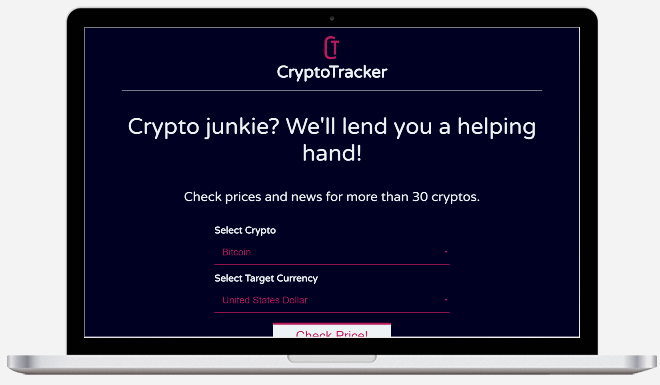 CryptoTracker
Crypto junkie? We'll lend you a helping
hand!
Check prices and news for more than 30 cryptos.
Select Crypto
Bitcoin
Select Target Currency
United States Dollar
Check Price!